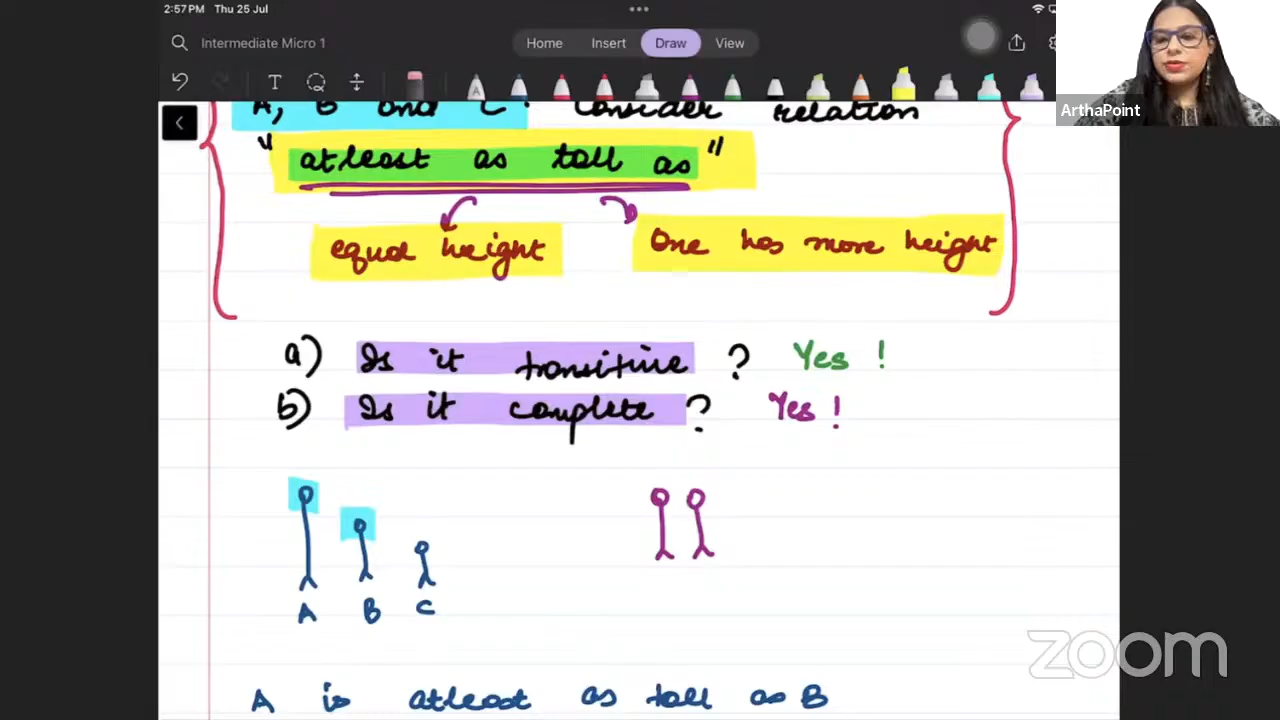 2:57 PM Thu 25 Jul
Intermediate Micro 1
Home Insert Draw View
ArthaPoint
A, B and C. Consider relation
"atleast as tall as"
equal height
One has more height
a) Is it transitive ? Yes !
b) Is it complete ? Yes !
A B C
zoom
A is atleast as tall as B